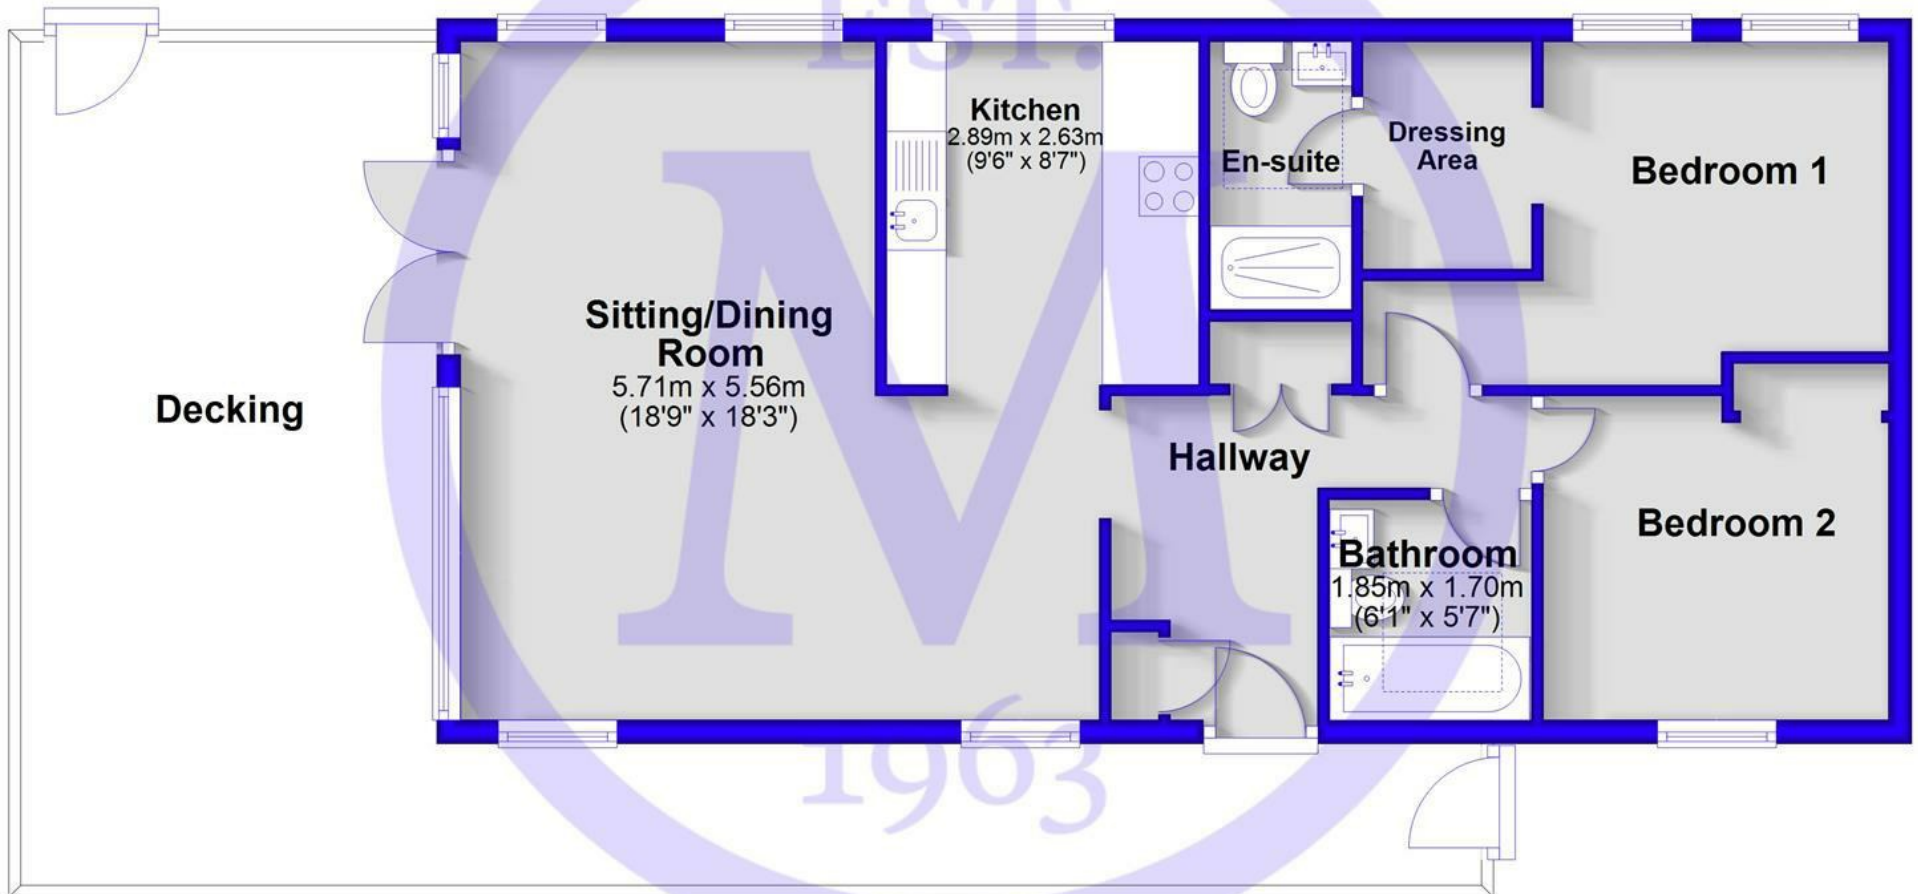 EST.
Kitchen
2.89m x 2.63m
(9'6" x 8'7")
En-suite
Dressing
Area
Bedroom 1
Sitting/Dining
Room
5.71m x 5.56m
(18'9" x 18'3")
Decking
Hallway
Bedroom 2
Bathroom
1.85m x 1.70m
(6'1" x 5'7")
M
1963